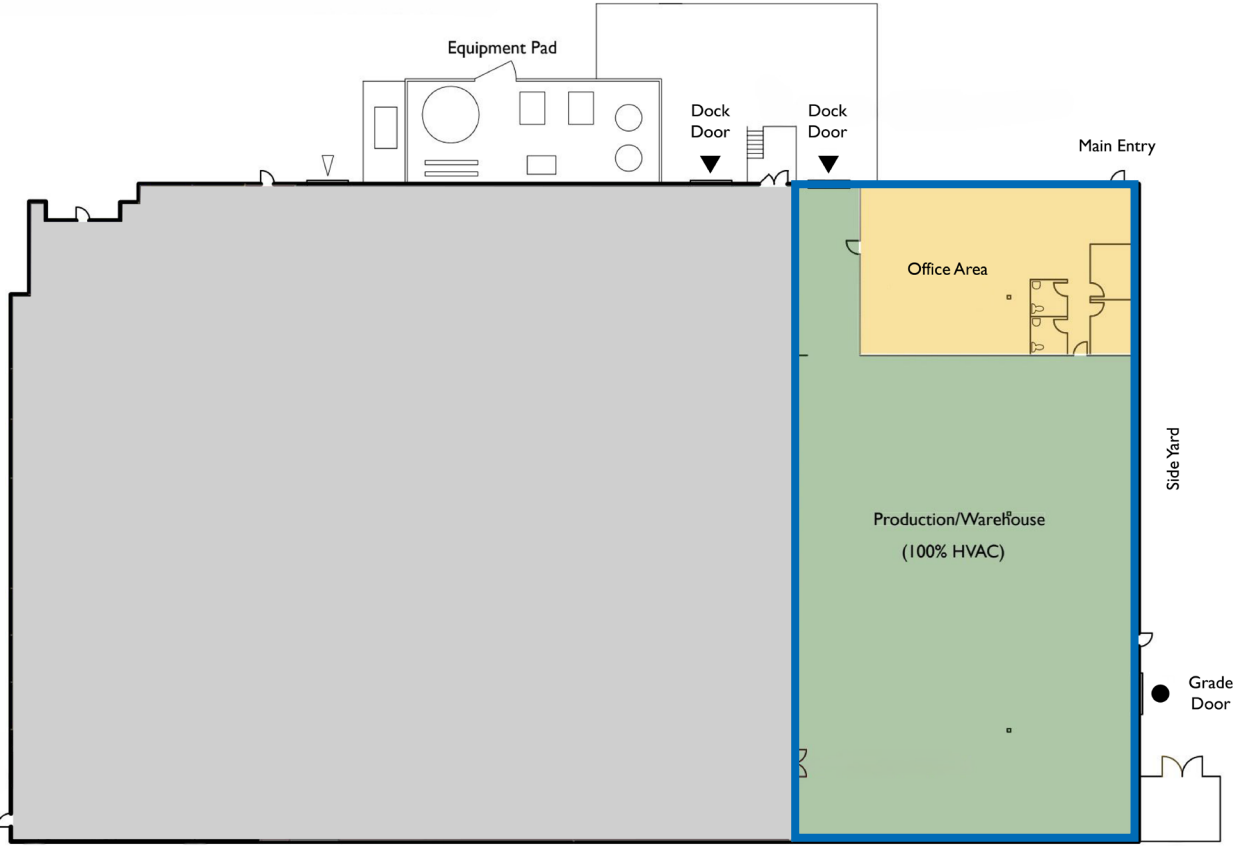 Equipment Pad
Dock
Door
Dock
Door
Main Entry
Office Area
Side Yard
Production/Warehouse
(100% HVAC)
Grade
Door